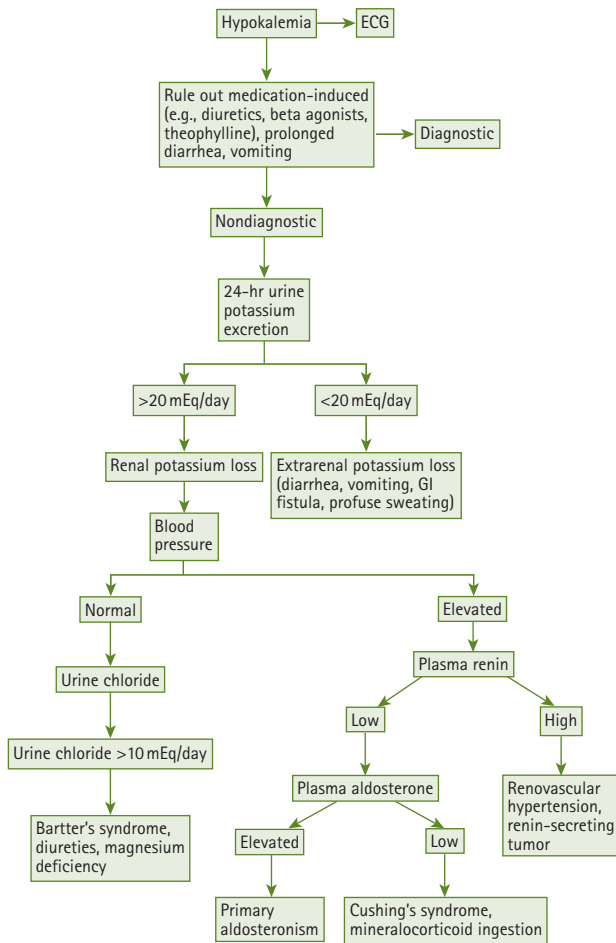 Hypokalemia
ECG
Rule out medication-induced
(e.g., diuretics, beta agonists,
theophylline), prolonged
diarrhea, vomiting
Diagnostic
Nondiagnostic
24-hr urine
potassium
excretion
>20 mEq/day
<20 mEq/day
Renal potassium loss
Extrarenal potassium loss
(diarrhea, vomiting, GI
fistula, profuse sweating)
Blood
pressure
Normal
Elevated
Urine chloride
Plasma renin
Low
High
Urine chloride >10 mEq/day
Plasma aldosterone
Renovascular
hypertension,
renin-secreting
tumor
Bartter's syndrome,
diureties, magnesium
deficiency
Elevated
Low
Primary
aldosteronism
Cushing's syndrome,
mineralocorticoid ingestion